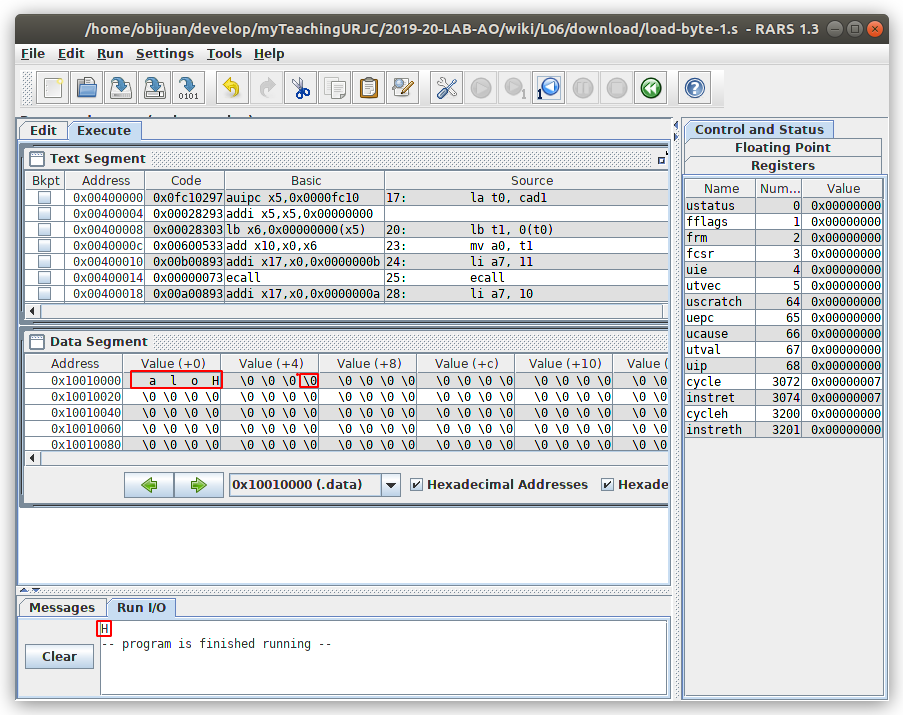 /home/obijuan/develop/myTeachingURJC/2019-20-LAB-AO/wiki/L06/download/load-byte-1.s - RARS 1.3
File Edit Run Settings Tools Help
0101 1 1 ?
Edit Execute
Text Segment
Bkpt Address Code Basic Source
0x00400000 0x0fc10297 auipc x5,0x0000fc10 17: la t0, cad1
0x00400004 0x00028293 addi x5,x5,0x00000000
0x00400008 0x00028303 lb x6,0x00000000(x5) 20: lb t1, 0(t0)
0x0040000c 0x00600533 add x10,x0,x6 23: mv a0, t1
0x00400010 0x00b00893 addi x17,x0,0x0000000b 24: li a7, 11
0x00400014 0x00000073 ecall 25: ecall
0x00400018 0x00a00893 addi x17,x0,0x0000000a 28: li a7, 10
Data Segment
Address Value (+0) Value (+4) Value (+8) Value (+c) Value (+10) Value (
0x10010000 a l o H \0 \0 \0 \0 \0 \0 \0 \0 \0 \0 \0 \0 \0 \0 \0 \0
0x10010020 \0 \0 \0 \0 \0 \0 \0 \0 \0 \0 \0 \0 \0 \0 \0 \0 \0 \0 \0 \0
0x10010040 \0 \0 \0 \0 \0 \0 \0 \0 \0 \0 \0 \0 \0 \0 \0 \0 \0 \0 \0 \0
0x10010060 \0 \0 \0 \0 \0 \0 \0 \0 \0 \0 \0 \0 \0 \0 \0 \0 \0 \0 \0 \0
0x10010080 \0 \0 \0 \0 \0 \0 \0 \0 \0 \0 \0 \0 \0 \0 \0 \0 \0 \0 \0 \0
0x10010000 (.data) Hexadecimal Addresses Hexade
Messages Run I/O
Clear
H
-- program is finished running --
Control and Status
Floating Point
Registers
Name Num... Value
ustatus 0 0x00000000
fflags 1 0x00000000
frm 2 0x00000000
fcsr 3 0x00000000
uie 4 0x00000000
utvec 5 0x00000000
uscratch 64 0x00000000
uepc 65 0x00000000
ucause 66 0x00000000
utval 67 0x00000000
uip 68 0x00000000
cycle 3072 0x00000007
instret 3074 0x00000007
cycleh 3200 0x00000000
instreth 3201 0x00000000